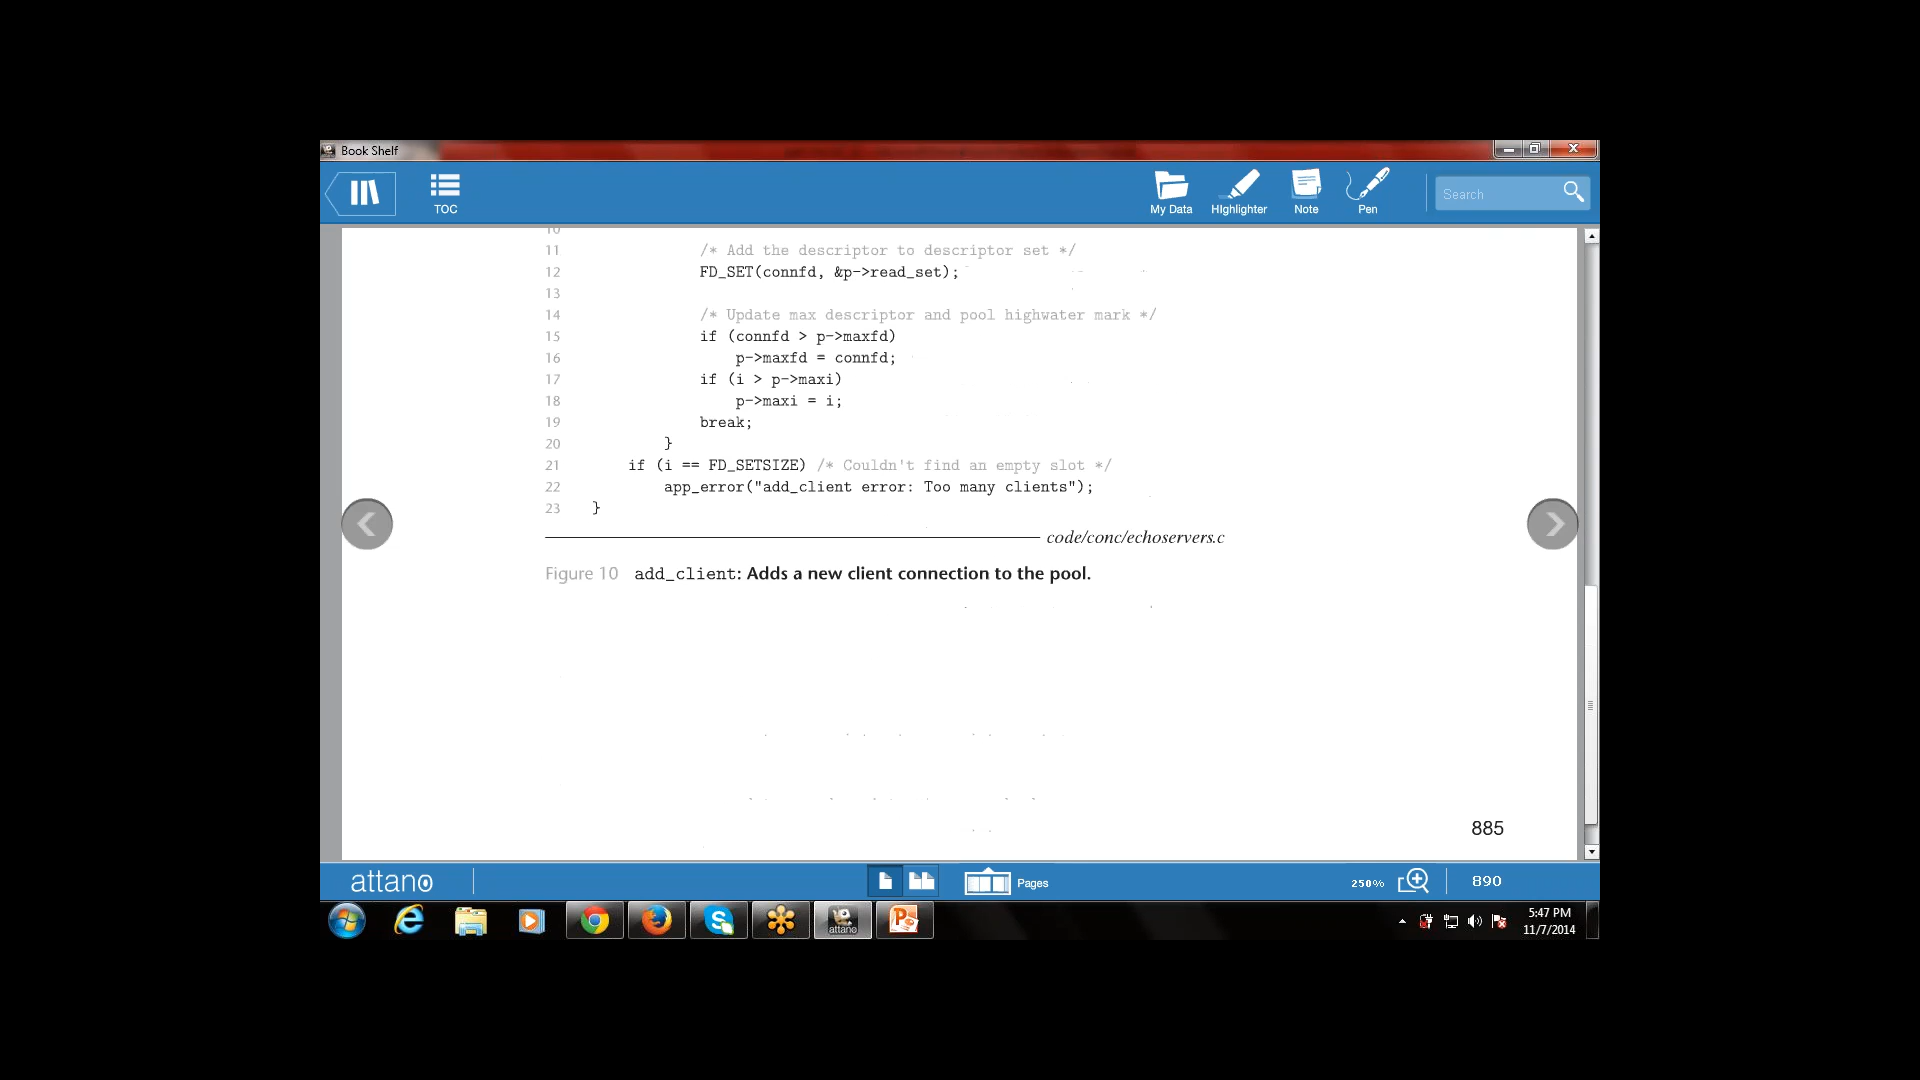 Book Shelf
TOC
My Data
HIghlighter
Note
Pen
Search
10
11 /* Add the descriptor to descriptor set */
12 FD_SET(connfd, &p->read_set);
13
14 /* Update max descriptor and pool highwater mark */
15 if (connfd > p->maxfd)
16 p->maxfd = connfd;
17 if (i > p->maxi)
18 p->maxi = i;
19 break;
20 }
21 if (i == FD_SETSIZE) /* Couldn't find an empty slot */
22 app_error("add_client error: Too many clients");
23 }
code/conc/echoservers.c
Figure 10 add_client: Adds a new client connection to the pool.
885
attano
Pages
250%
890
attano
5:47 PM
11/7/2014